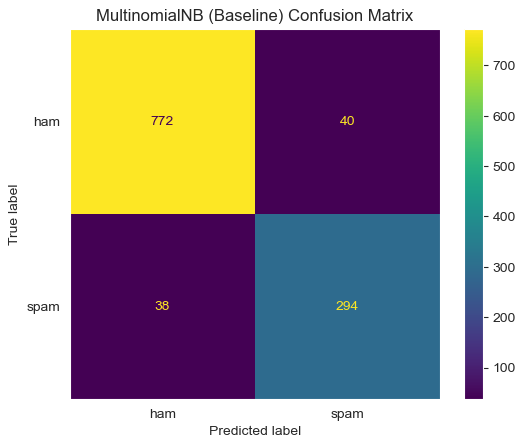 MultinomialNB (Baseline) Confusion Matrix
True label
ham
772
40
spam
38
294
ham
spam
Predicted label
700
600
500
400
300
200
100